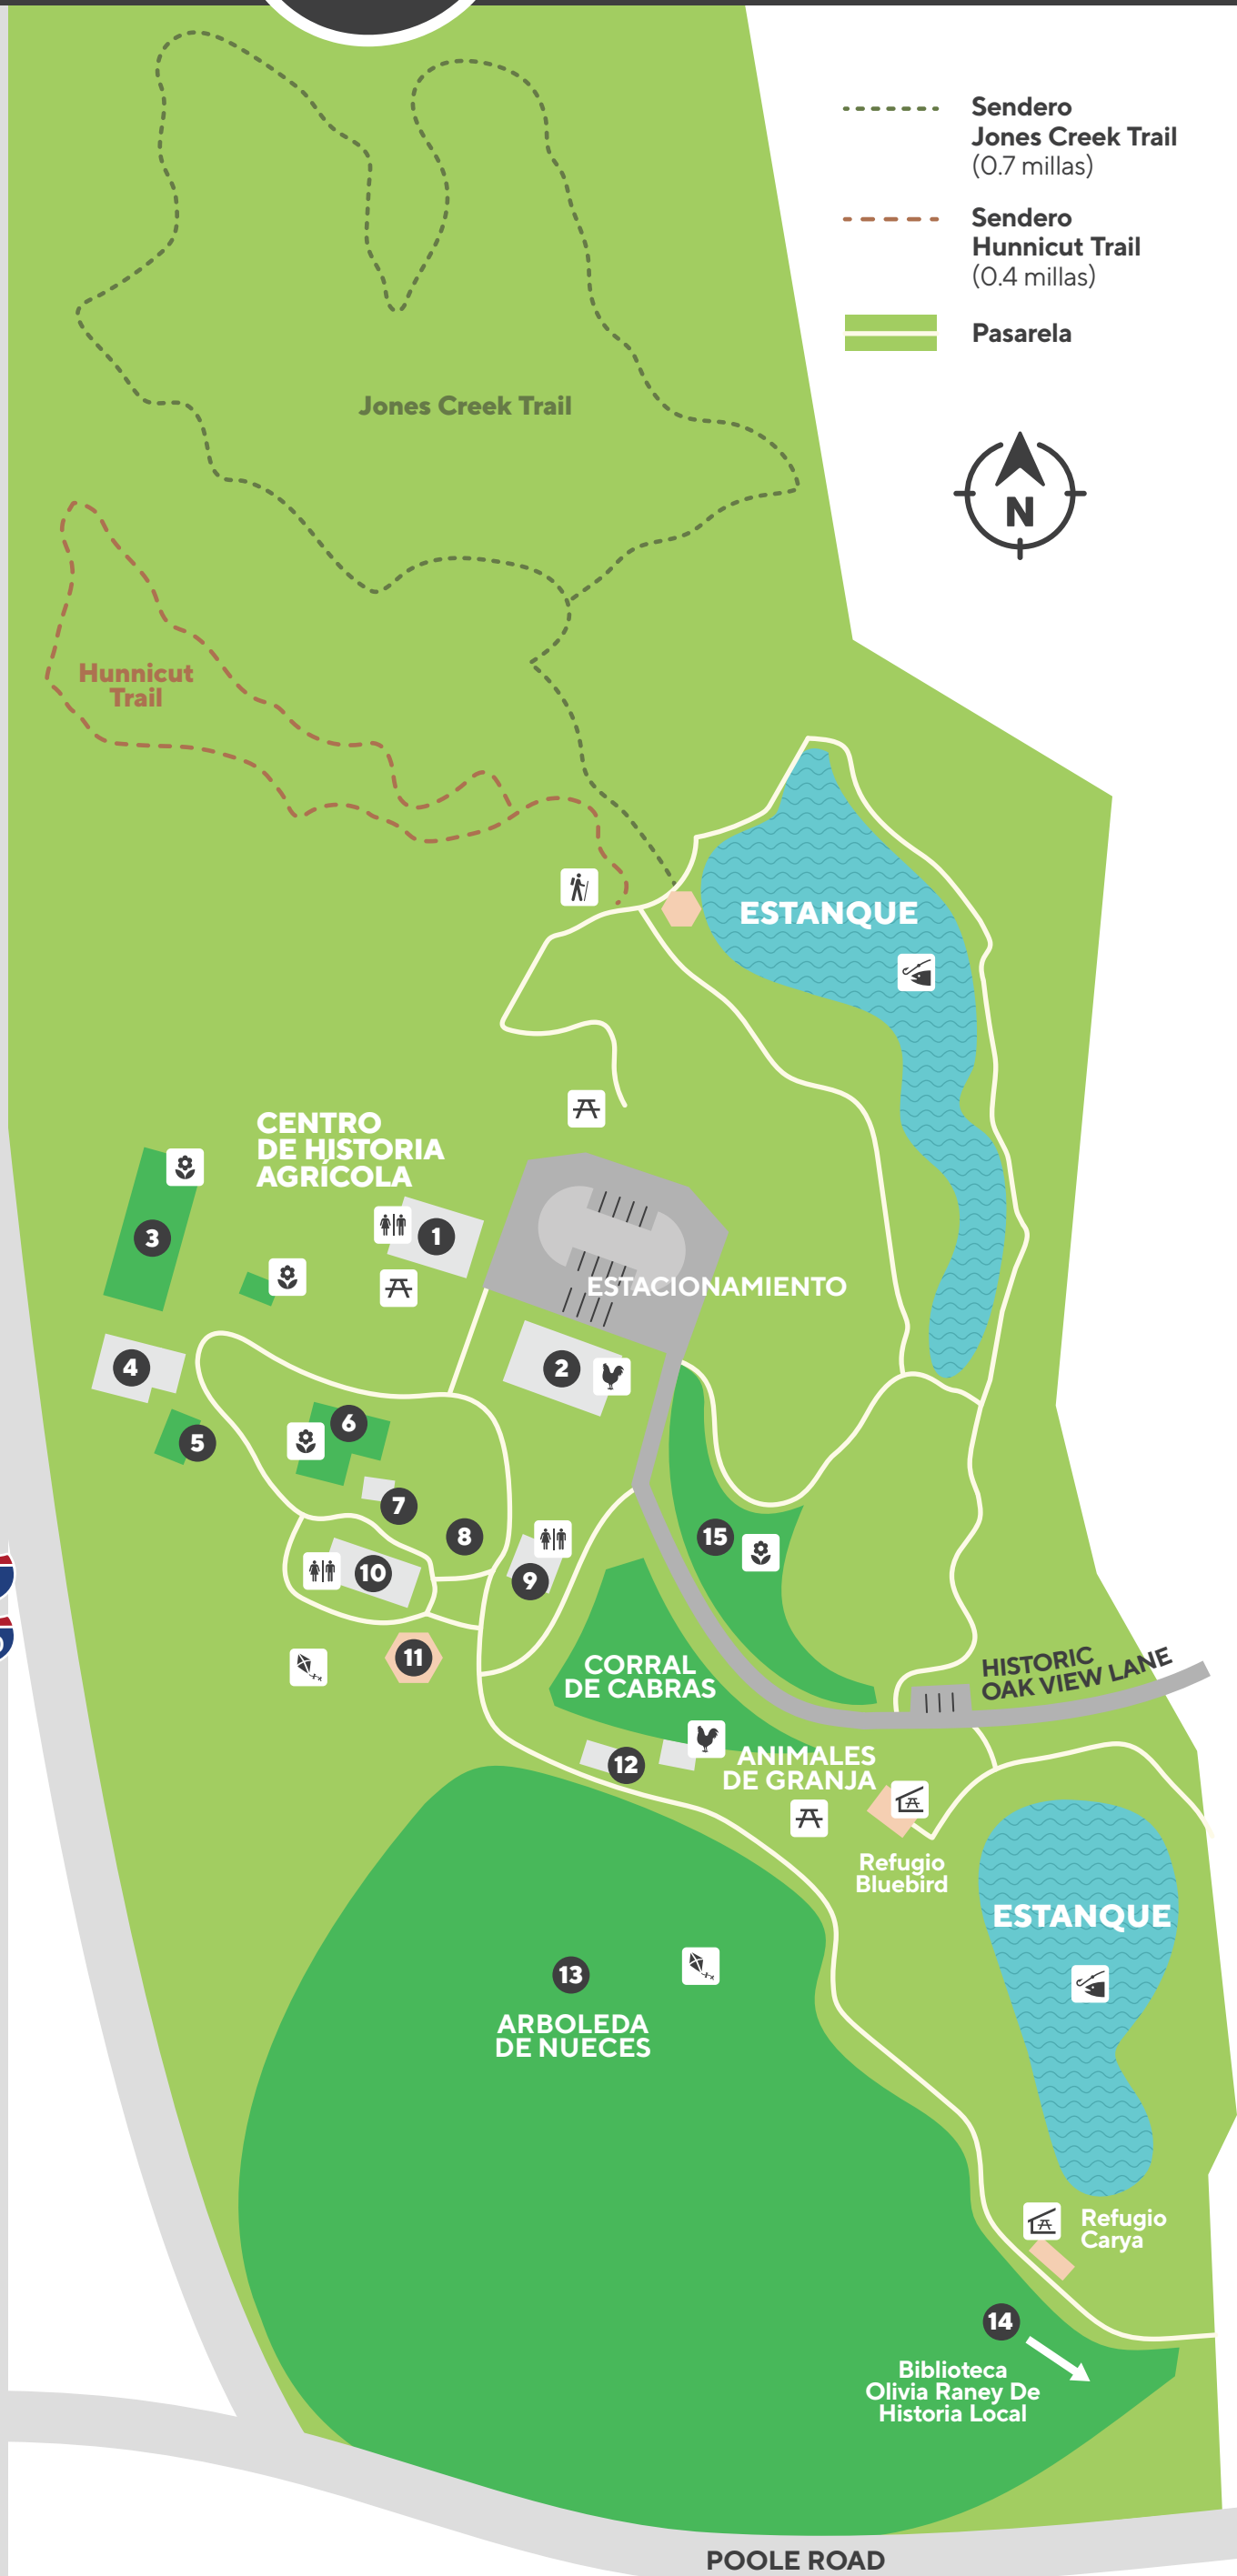 Sendero
Jones Creek Trail
(0.7 millas)
Sendero
Hunnicut Trail
(0.4 millas)
Pasarela
N
Jones Creek Trail
Hunnicut
Trail
ESTANQUE
CENTRO
DE HISTORIA
AGRÍCOLA
3
1
ESTACIONAMIENTO
4
2
5
6
7
8
15
10
9
11
CORRAL
DE CABRAS
HISTORIC
OAK VIEW LANE
12
ANIMALES
DE GRANJA
Refugio
Bluebird
ESTANQUE
13
ARBOLEDA
DE NUECES
Refugio
Carya
14
Biblioteca
Olivia Raney De
Historia Local
POOLE ROAD